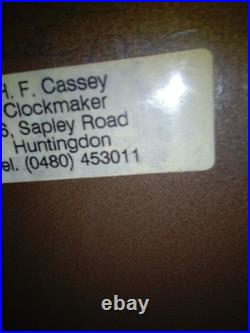 H. F. Cassey
Clockmaker
6, Sapley Road
Huntingdon
el. (0480) 453011
ebay